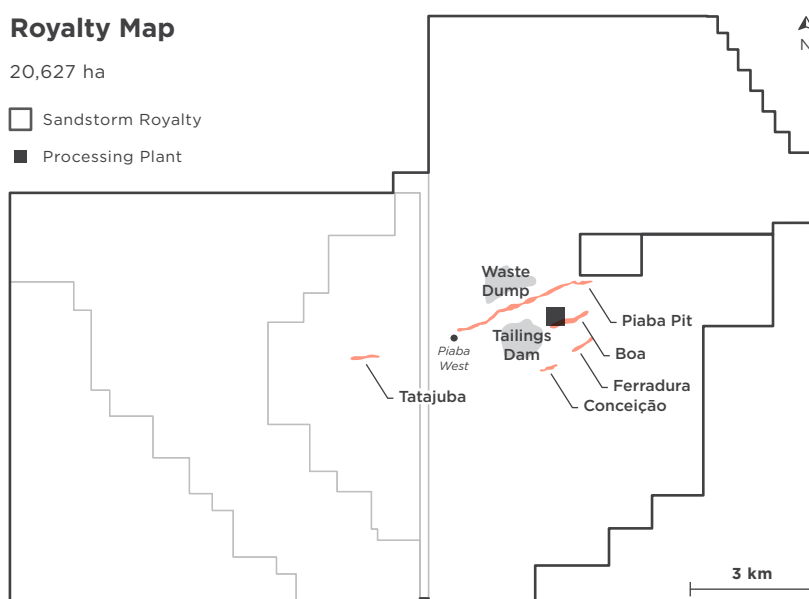 Royalty Map
20,627 ha
Sandstorm Royalty
Processing Plant
N
Waste
Dump
Piaba Pit
Tailings
Dam
Piaba
West
Boa
Ferradura
Tatajuba
Conceição
3 km